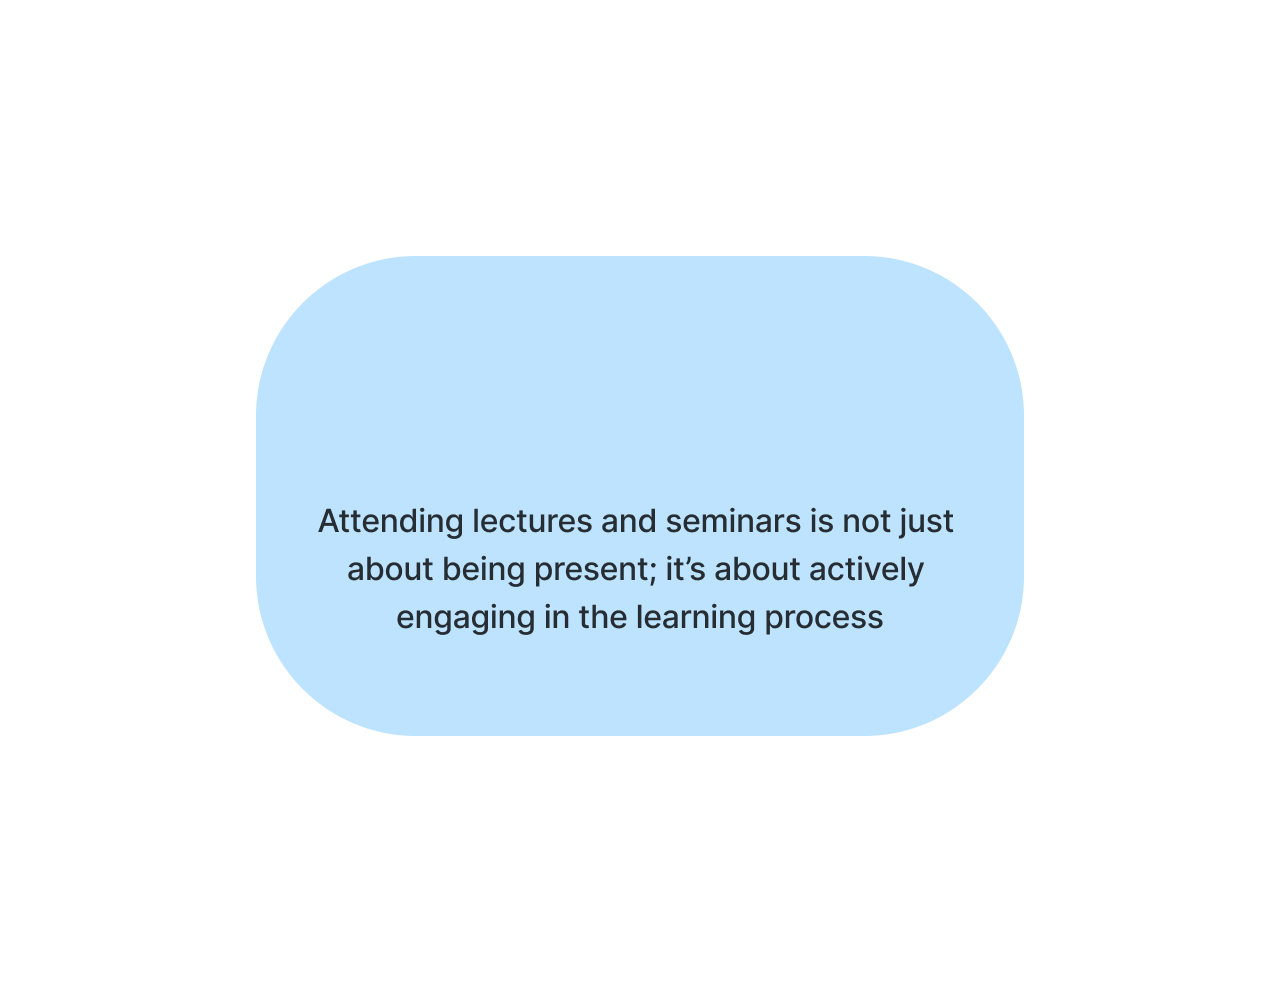 Attending lectures and seminars is not just
about being present; it’s about actively
engaging in the learning process